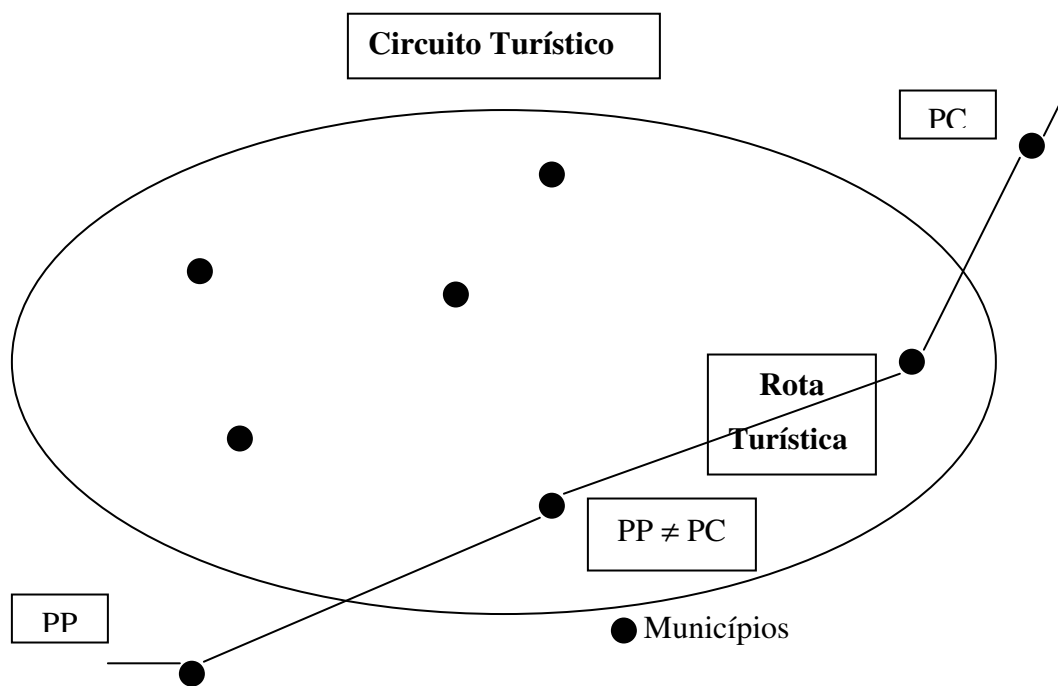 Circuito Turístico
PC
Rota
Turística
PP ≠ PC
PP
Municípios